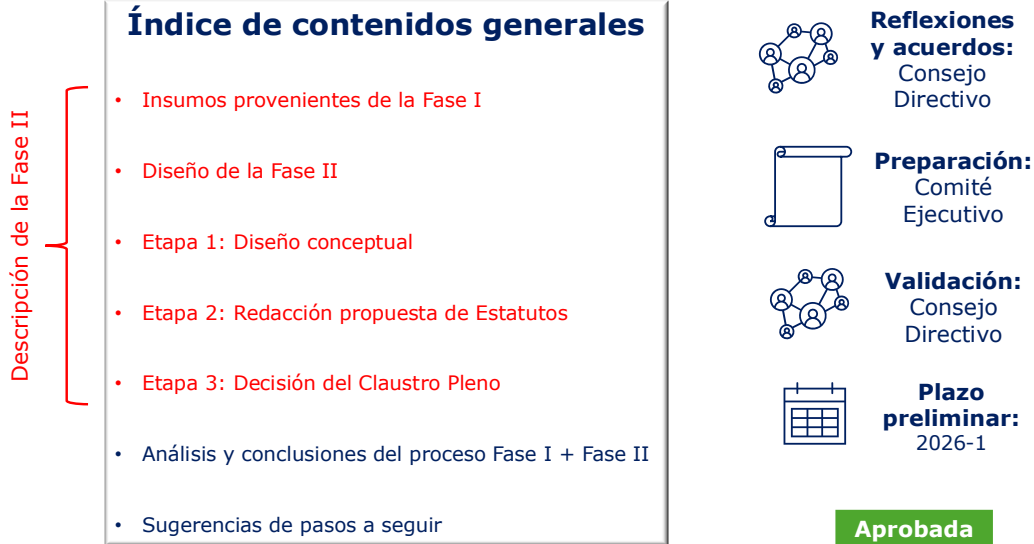 Índice de contenidos generales
Descripción de la Fase II
• Insumos provenientes de la Fase I
• Diseño de la Fase II
• Etapa 1: Diseño conceptual
• Etapa 2: Redacción propuesta de Estatutos
• Etapa 3: Decisión del Claustro Pleno
• Análisis y conclusiones del proceso Fase I + Fase II
• Sugerencias de pasos a seguir
Reflexiones
y acuerdos:
Consejo
Directivo
Preparación:
Comité
Ejecutivo
Validación:
Consejo
Directivo
Plazo
preliminar:
2026-1
Aprobada